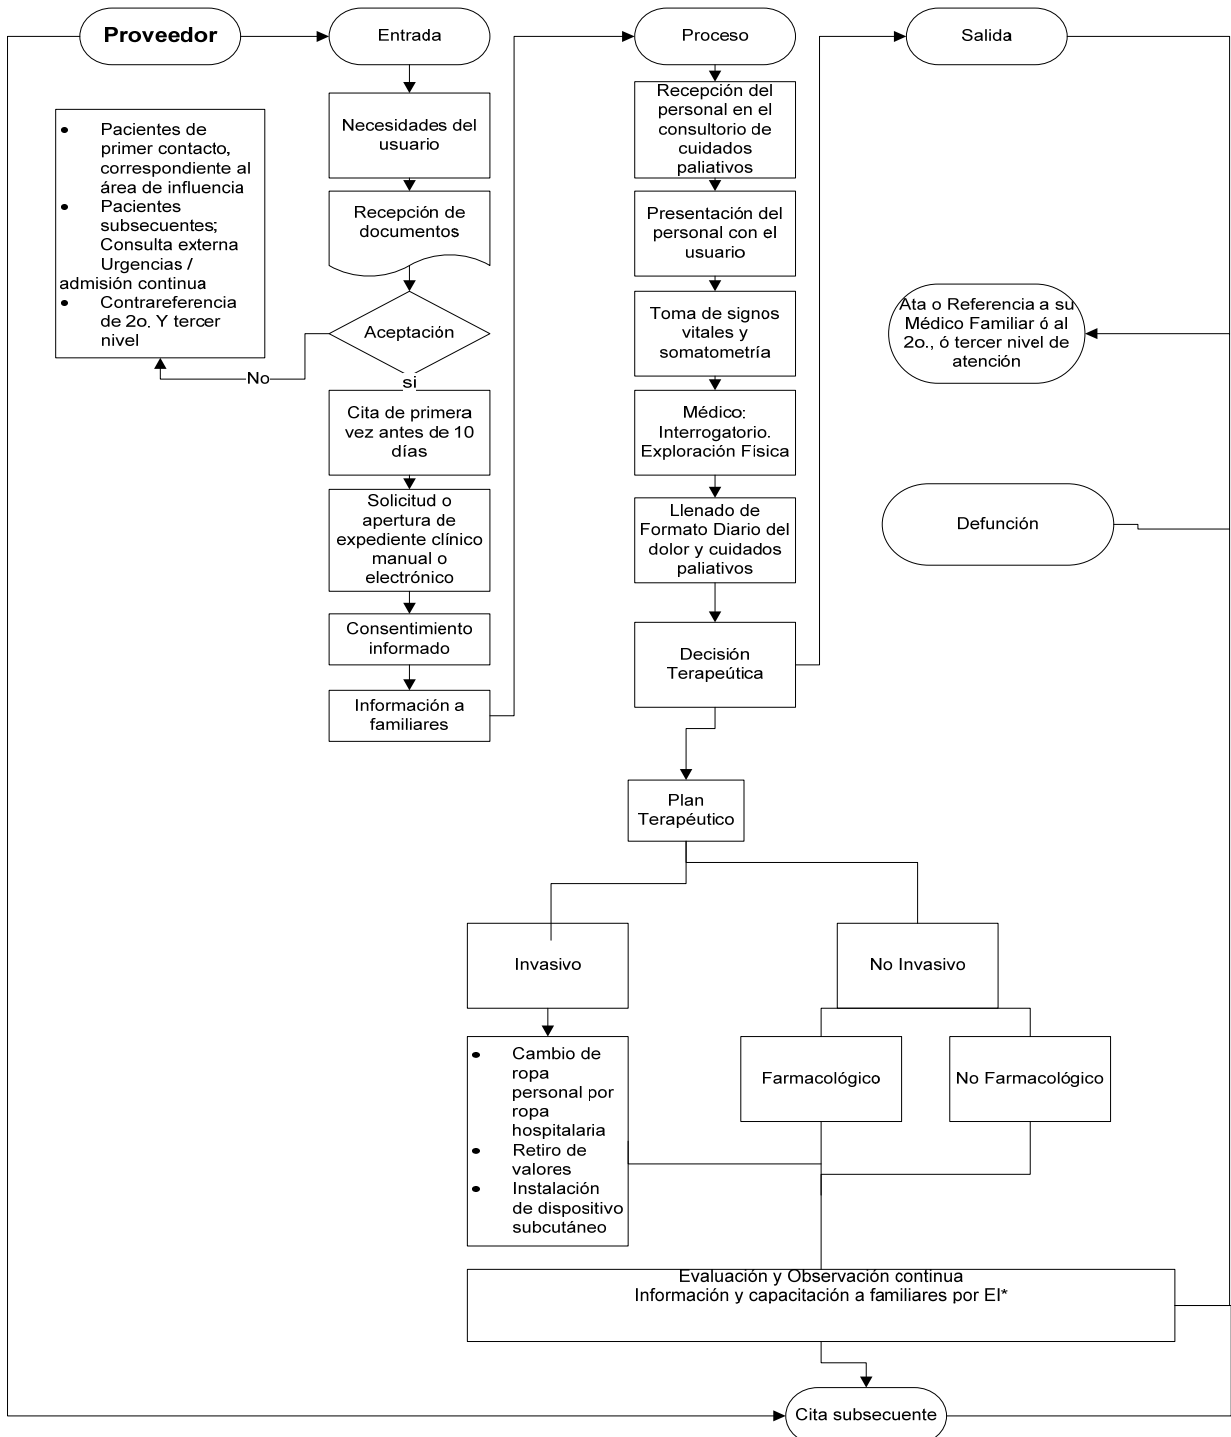 Proveedor
Entrada
Proceso
Salida
• Pacientes de
primer contacto,
correspondiente al
área de influencia
• Pacientes
subsecuentes;
Consulta externa
Urgencias /
admisión continua
• Contrareferencia
de 2o. Y tercer
nivel
Necesidades del
usuario
Recepción de
documentos
Aceptación
No
si
Cita de primera
vez antes de 10
días
Solicitud o
apertura de
expediente clínico
manual o
electrónico
Consentimiento
informado
Información a
familiares
Recepción del
personal en el
consultorio de
cuidados
paliativos
Presentación del
personal con el
usuario
Toma de signos
vitales y
somatometría
Médico:
Interrogatorio.
Exploración Física
Llenado de
Formato Diario del
dolor y cuidados
paliativos
Decisión
Terapeútica
Ata o Referencia a su
Médico Familiar ó al
2o., ó tercer nivel de
atención
Defunción
Plan
Terapéutico
Invasivo
No Invasivo
• Cambio de
ropa
personal por
ropa
hospitalaria
• Retiro de
valores
• Instalación
de dispositivo
subcutáneo
Farmacológico
No Farmacológico
Evaluación y Observación continua
Información y capacitación a familiares por EI*
Cita subsecuente